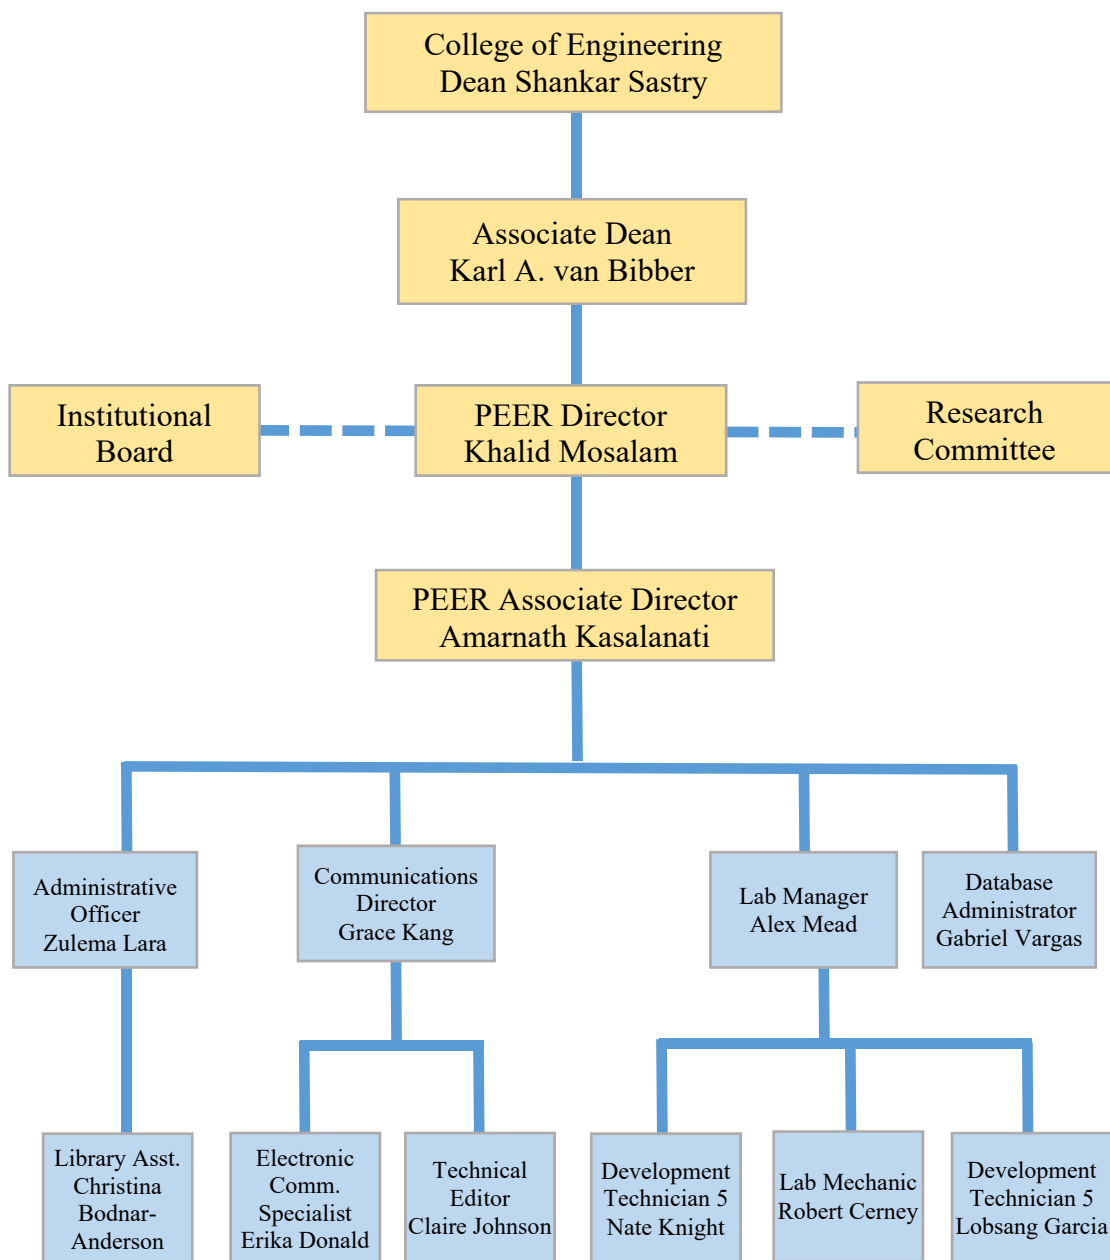 College of Engineering
Dean Shankar Sastry
Associate Dean
Karl A. van Bibber
Institutional
Board
PEER Director
Khalid Mosalam
Research
Committee
PEER Associate Director
Amarnath Kasalanati
Administrative
Officer
Zulema Lara
Communications
Director
Grace Kang
Lab Manager
Alex Mead
Database
Administrator
Gabriel Vargas
Library Asst.
Christina
Bodnar-
Anderson
Electronic
Comm.
Specialist
Erika Donald
Technical
Editor
Claire Johnson
Development
Technician 5
Nate Knight
Lab Mechanic
Robert Cerney
Development
Technician 5
Lobsang Garcia